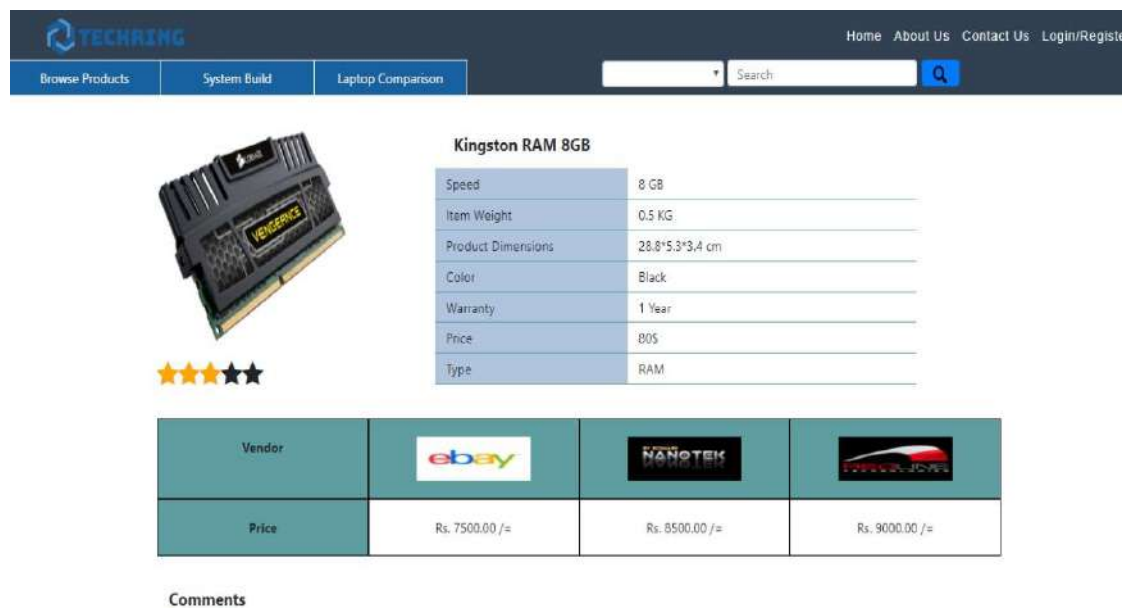 TECHRING
Home About Us Contact Us Login/Registe
Browse Products System Build Laptop Comparison Search
CORSAIR
VENGEANCE
Kingston RAM 8GB
Speed 8 GB
Item Weight 0.5 KG
Product Dimensions 28.8*5.3*3.4 cm
Color Black
Warranty 1 Year
Price 80$
Type RAM
Vendor ebay NANOTEK REDLINE TECHNOLOGIES
Price Rs. 7500.00 /= Rs. 8500.00 /= Rs. 9000.00 /=
Comments